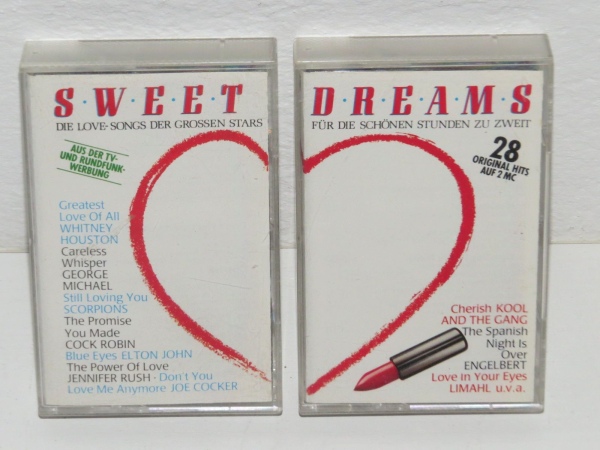 S·W·E·E·T
DIE LOVE-SONGS DER GROSSEN STARS
AUS DER TV-
UND RUNDFUNK-
WERBUNG
Greatest
Love Of All
WHITNEY
HOUSTON
Careless
Whisper
GEORGE
MICHAEL
Still Loving You
SCORPIONS
The Promise
You Made
COCK ROBIN
Blue Eyes ELTON JOHN
The Power Of Love
JENNIFER RUSH · Don't You
Love Me Anymore JOE COCKER
D·R·E·A·M·S
FÜR DIE SCHÖNEN STUNDEN ZU ZWEIT
28
ORIGINAL HITS
AUF 2 MC
Cherish KOOL
AND THE GANG
The Spanish
Night Is
Over
ENGELBERT
Love in Your Eyes
LIMAHL u.v.a.